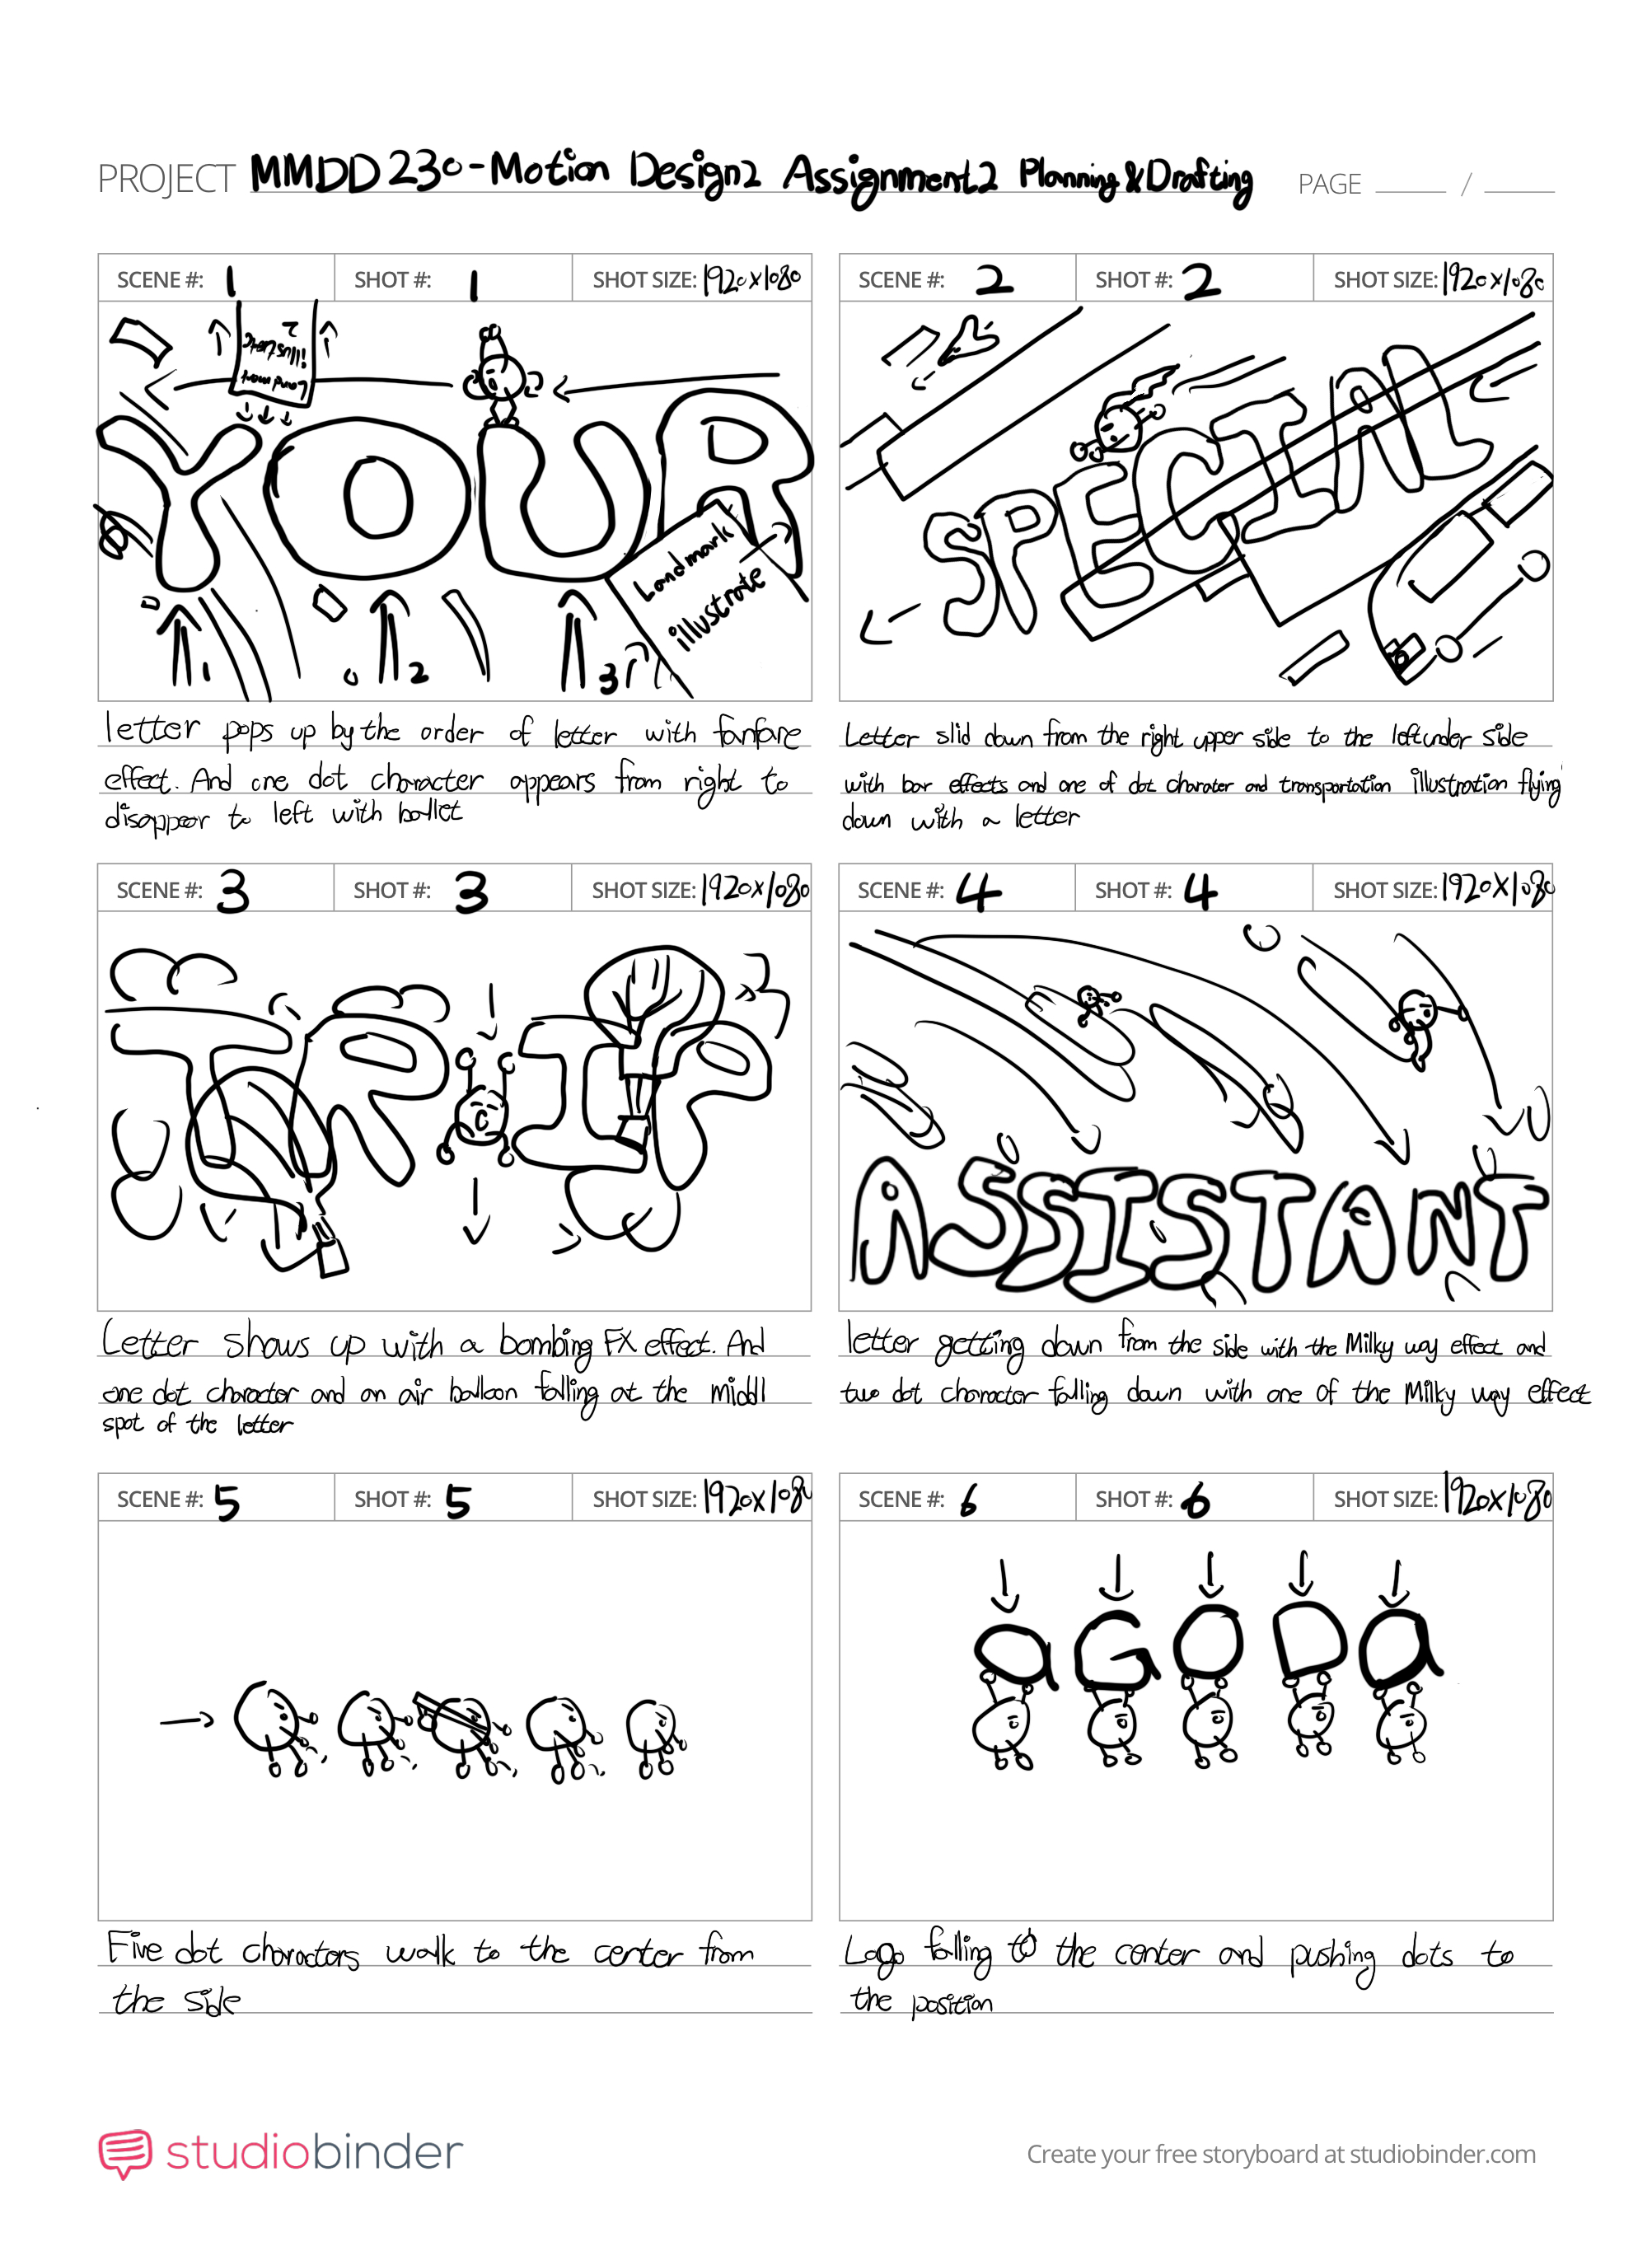 PROJECT MMDD 230 - Motion Design2 Assignment2 Planning & Drafting PAGE ____ / ____
SCENE #: 1 SHOT #: 1 SHOT SIZE: 1920x1080
2
illustrate
Landmark
YOUR
Landmark
illustrate
1 2 3
letter pops up by the order of letter with fanfare
effect. And one dot character appears from right to
disappear to left with ballet
SCENE #: 2 SHOT #: 2 SHOT SIZE: 1920x1080
SPECIAL
Letter slid down from the right upper side to the left under side
with bar effects and one of dot charater and transportation illustration flying
down with a letter
SCENE #: 3 SHOT #: 3 SHOT SIZE: 1920x1080
TRIP
Letter shows up with a bombing FX effect. And
one dot character and an air balloon falling at the middl
spot of the letter
SCENE #: 4 SHOT #: 4 SHOT SIZE: 1920x1080
ASSISTANT
letter getting down from the side with the Milky way effect and
two dot character falling down with one of the Milky way effect
SCENE #: 5 SHOT #: 5 SHOT SIZE: 1920x1080
Five dot charactors walk to the center from
the side
SCENE #: 6 SHOT #: 6 SHOT SIZE: 1920x1080
aGODa
Logo falling to the center and pushing dots to
the position
studiobinder
Create your free storyboard at studiobinder.com